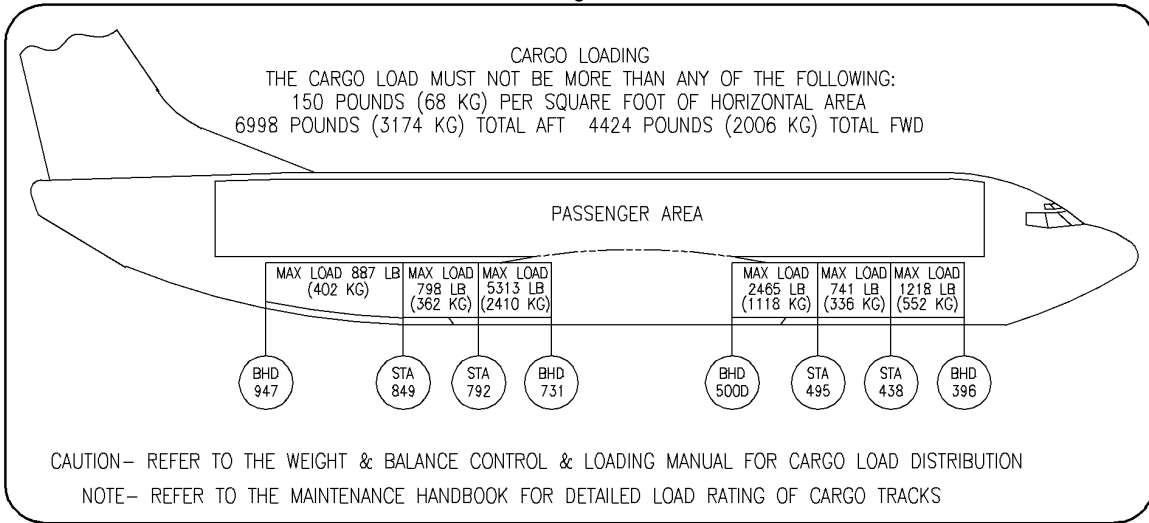 CARGO LOADING
THE CARGO LOAD MUST NOT BE MORE THAN ANY OF THE FOLLOWING:
150 POUNDS (68 KG) PER SQUARE FOOT OF HORIZONTAL AREA
6998 POUNDS (3174 KG) TOTAL AFT 4424 POUNDS (2006 KG) TOTAL FWD
PASSENGER AREA
MAX LOAD 887 LB
(402 KG)
MAX LOAD
798 LB
(362 KG)
MAX LOAD
5313 LB
(2410 KG)
MAX LOAD
2465 LB
(1118 KG)
MAX LOAD
741 LB
(336 KG)
MAX LOAD
1218 LB
(552 KG)
BHD
947
STA
849
STA
792
BHD
731
BHD
500D
STA
495
STA
438
BHD
396
CAUTION– REFER TO THE WEIGHT & BALANCE CONTROL & LOADING MANUAL FOR CARGO LOAD DISTRIBUTION
NOTE– REFER TO THE MAINTENANCE HANDBOOK FOR DETAILED LOAD RATING OF CARGO TRACKS